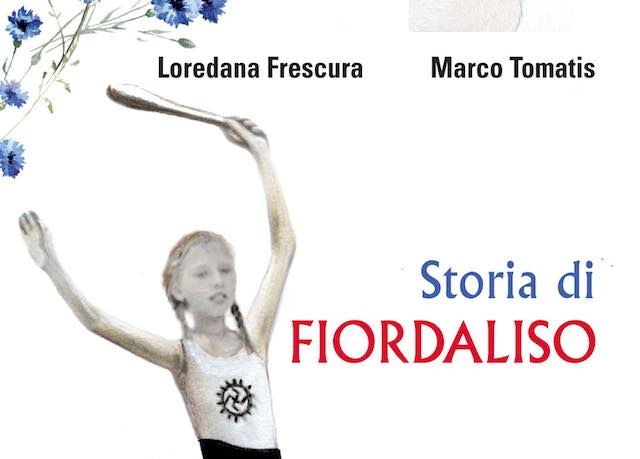 Loredana Frescura Marco Tomatis
Storia di
FIORDALISO